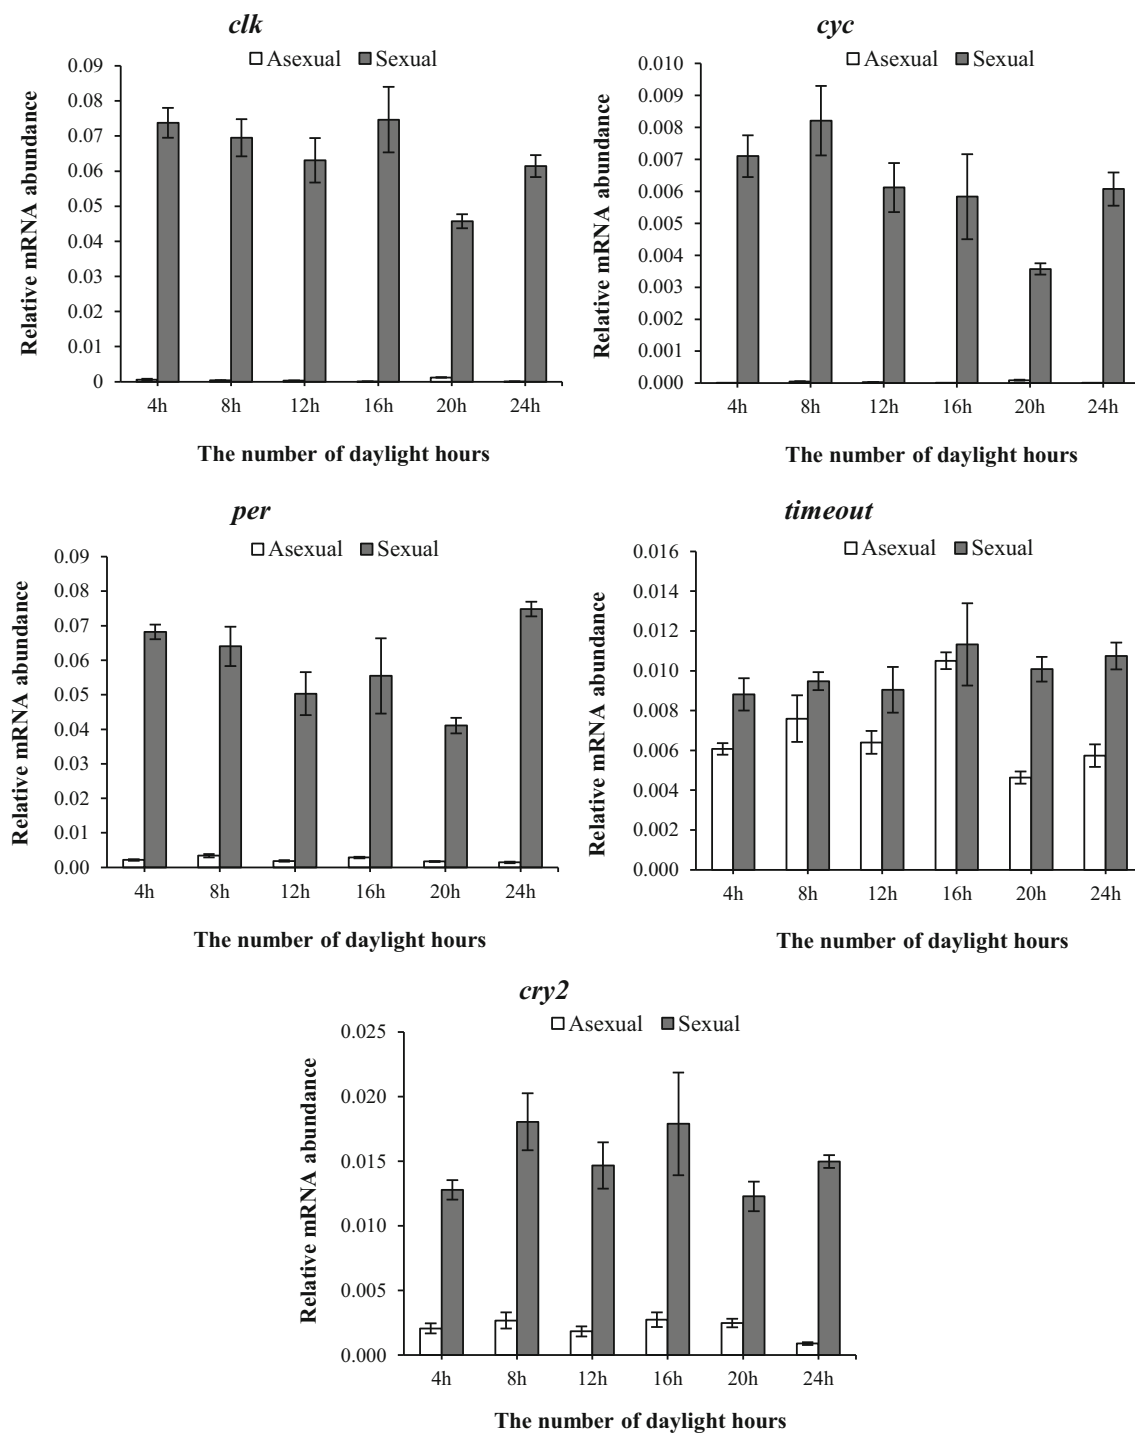 clk
Asexual Sexual
Relative mRNA abundance
0.09
0.08
0.07
0.06
0.05
0.04
0.03
0.02
0.01
0
4h 8h 12h 16h 20h 24h
The number of daylight hours
cyc
Asexual Sexual
Relative mRNA abundance
0.010
0.009
0.008
0.007
0.006
0.005
0.004
0.003
0.002
0.001
0.000
4h 8h 12h 16h 20h 24h
The number of daylight hours
per
Asexual Sexual
Relative mRNA abundance
0.09
0.08
0.07
0.06
0.05
0.04
0.03
0.02
0.01
0.00
4h 8h 12h 16h 20h 24h
The number of daylight hours
timeout
Asexual Sexual
Relative mRNA abundance
0.016
0.014
0.012
0.010
0.008
0.006
0.004
0.002
0.000
4h 8h 12h 16h 20h 24h
The number of daylight hours
cry2
Asexual Sexual
Relative mRNA abundance
0.025
0.020
0.015
0.010
0.005
0.000
4h 8h 12h 16h 20h 24h
The number of daylight hours